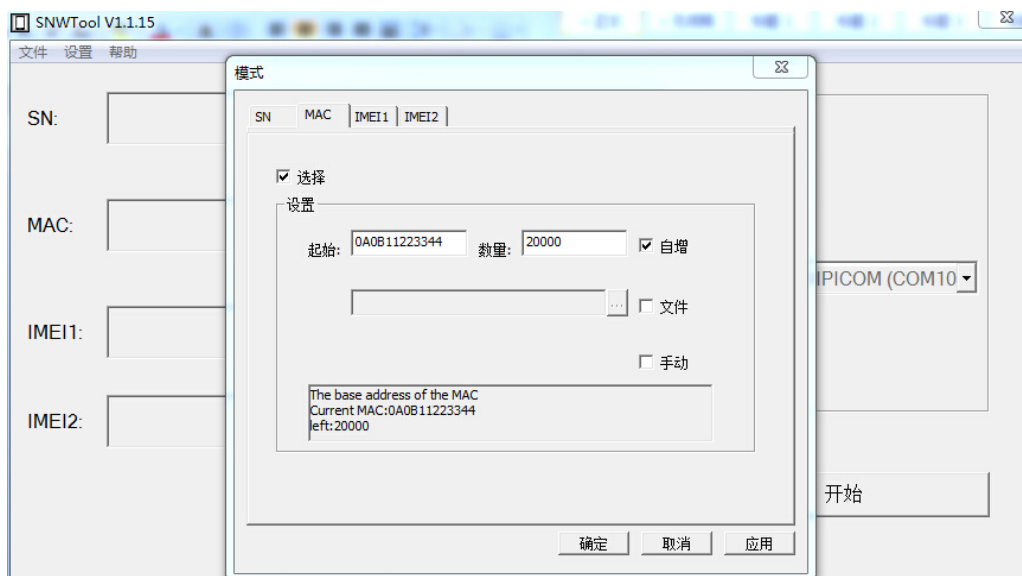 SNWTool V1.1.15
文件 设置 帮助
模式
SN MAC IMEI1 IMEI2
选择
设置
起始: 0A0B11223344 数量: 20000 自增
... 文件
手动
The base address of the MAC
Current MAC:0A0B11223344
left:20000
确定 取消 应用
SN:
MAC:
IMEI1:
IMEI2:
IPICOM (COM10
开始